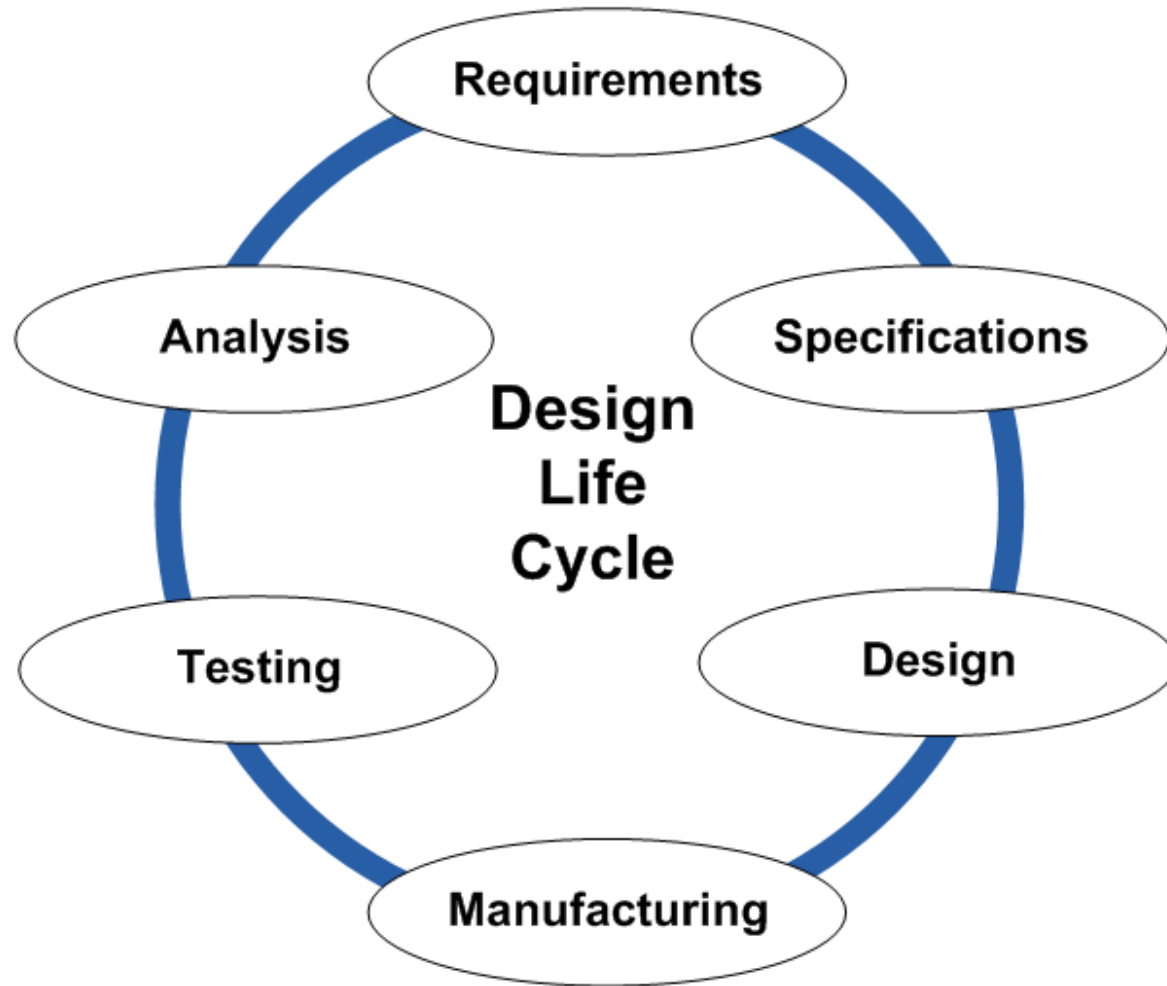 Requirements
Specifications
Design
Manufacturing
Testing
Analysis
Design
Life
Cycle